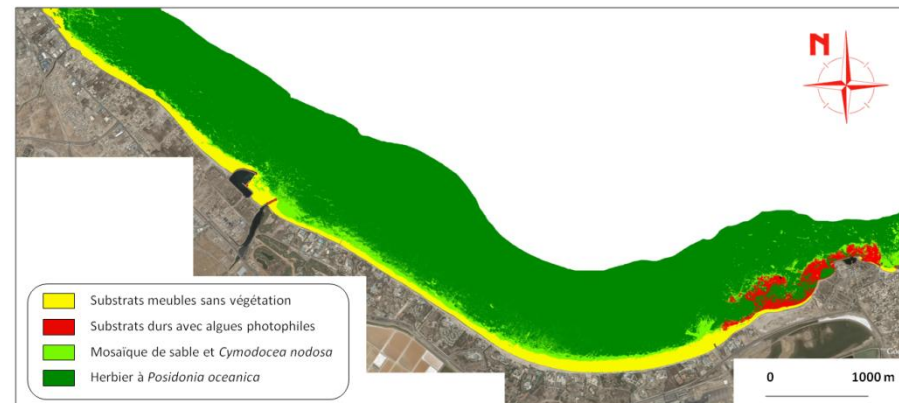 N
Substrats meubles sans végétation
Substrats durs avec algues photophiles
Mosaïque de sable et Cymodocea nodosa
Herbier à Posidonia oceanica
0 1000 m